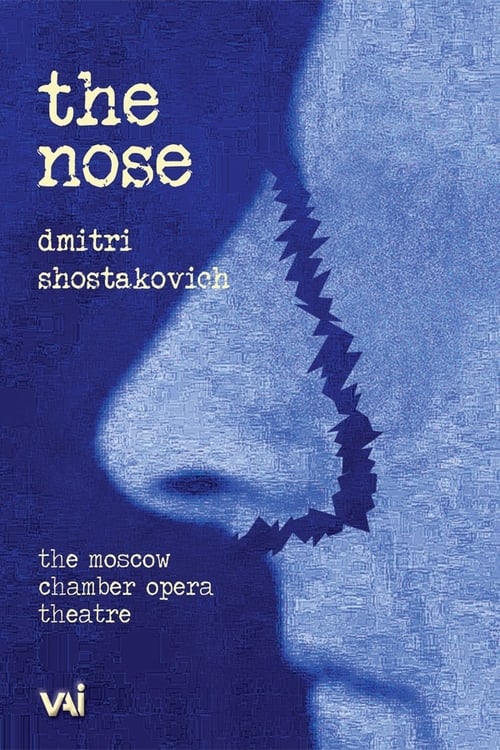 the
nose
dmitri
shostakovich
the moscow
chamber opera
theatre
VAI